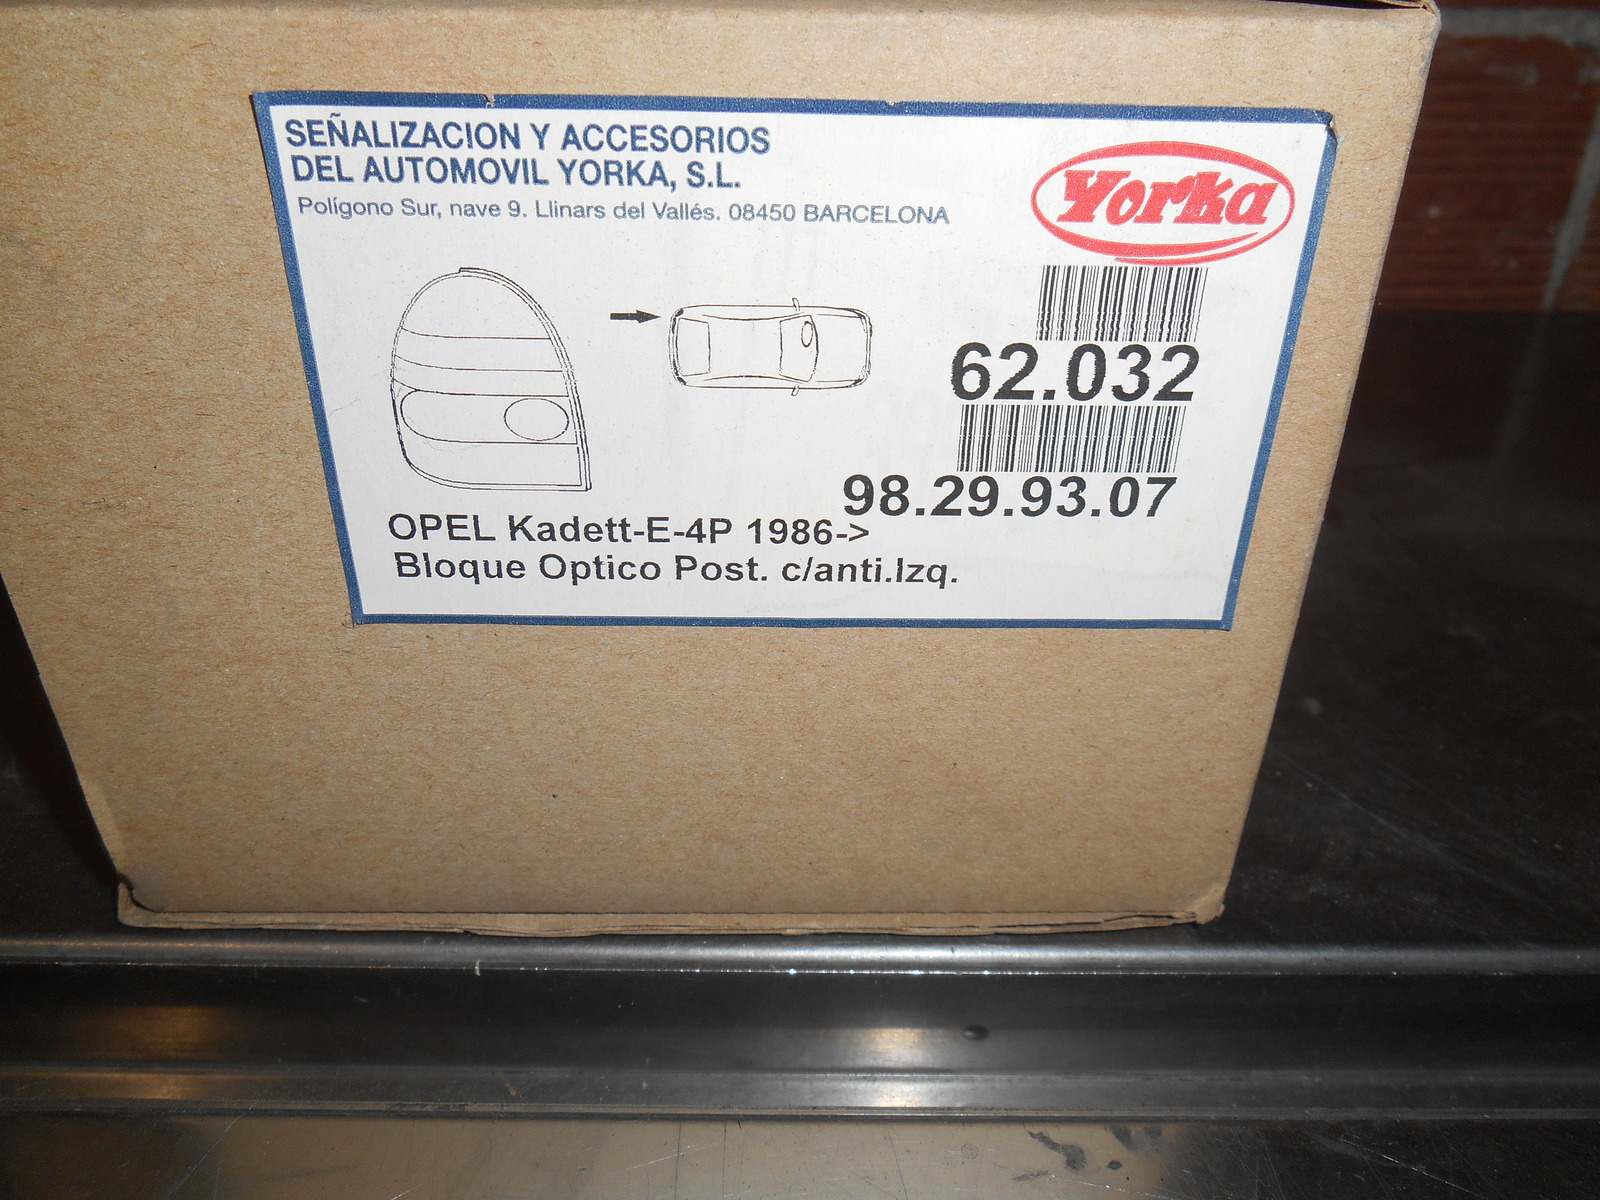 SEÑALIZACION Y ACCESORIOS
DEL AUTOMOVIL YORKA, S.L.
Polígono Sur, nave 9. Llinars del Vallés. 08450 BARCELONA
Yorka
62.032
98.29.93.07
OPEL Kadett-E-4P 1986->
Bloque Optico Post. c/anti.Izq.